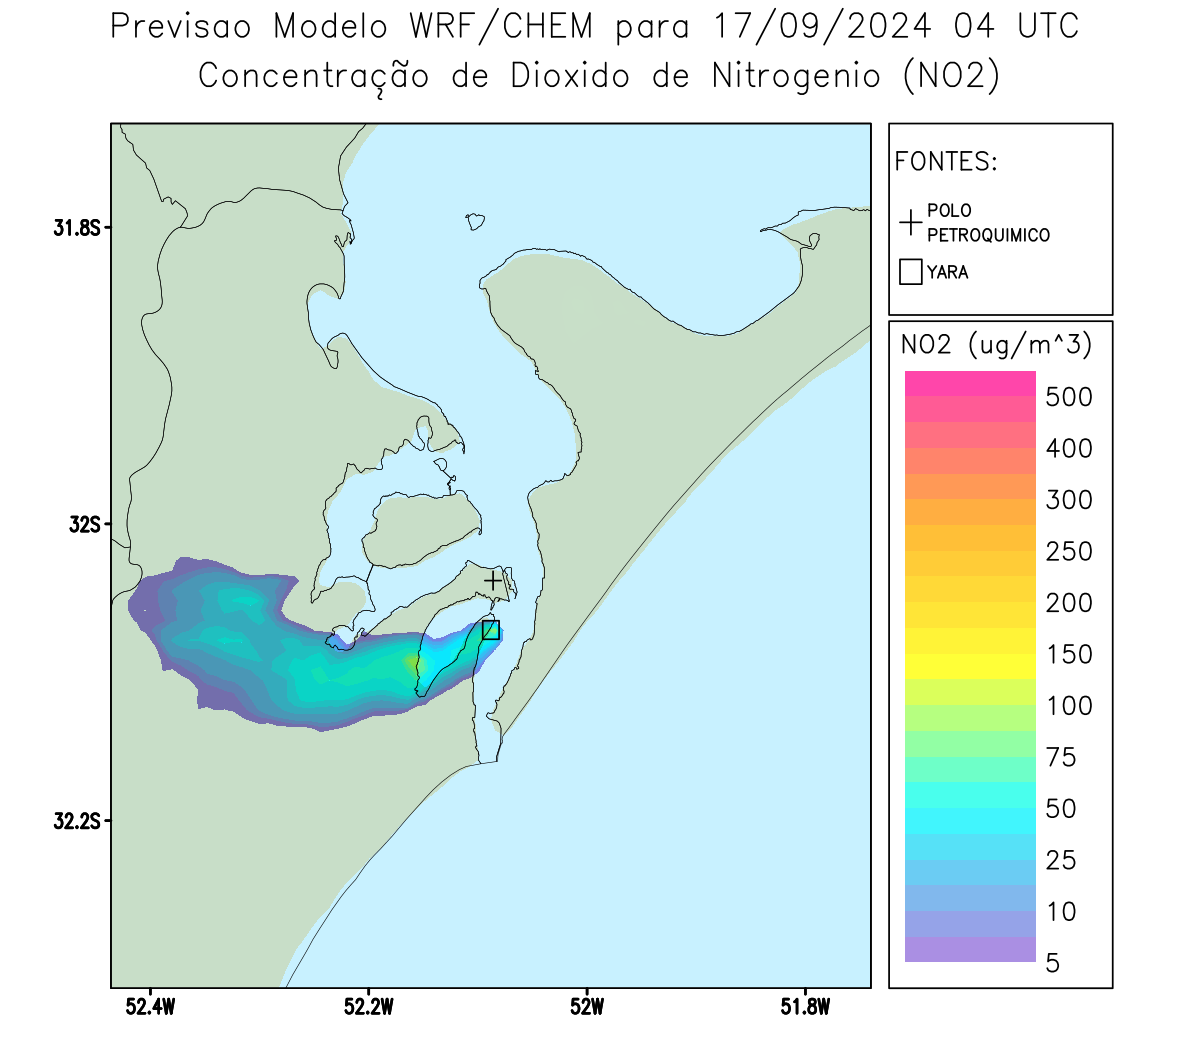 Previsao Modelo WRF/CHEM para 17/09/2024 04 UTC
Concentração de Dioxido de Nitrogenio (NO2)
FONTES:
POLO
PETROQUIMICO
YARA
NO2 (ug/m^3)
500
400
300
250
200
150
100
75
50
25
10
5
31.8S
32S
32.2S
52.4W
52.2W
52W
51.8W